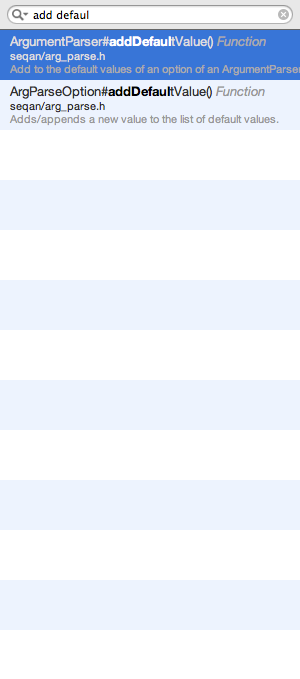 add defaul
ArgumentParser#addDefaultValue() Function
seqan/arg_parse.h
Add to the default values of an option of an ArgumentParser
ArgParseOption#addDefaultValue() Function
seqan/arg_parse.h
Adds/appends a new value to the list of default values.